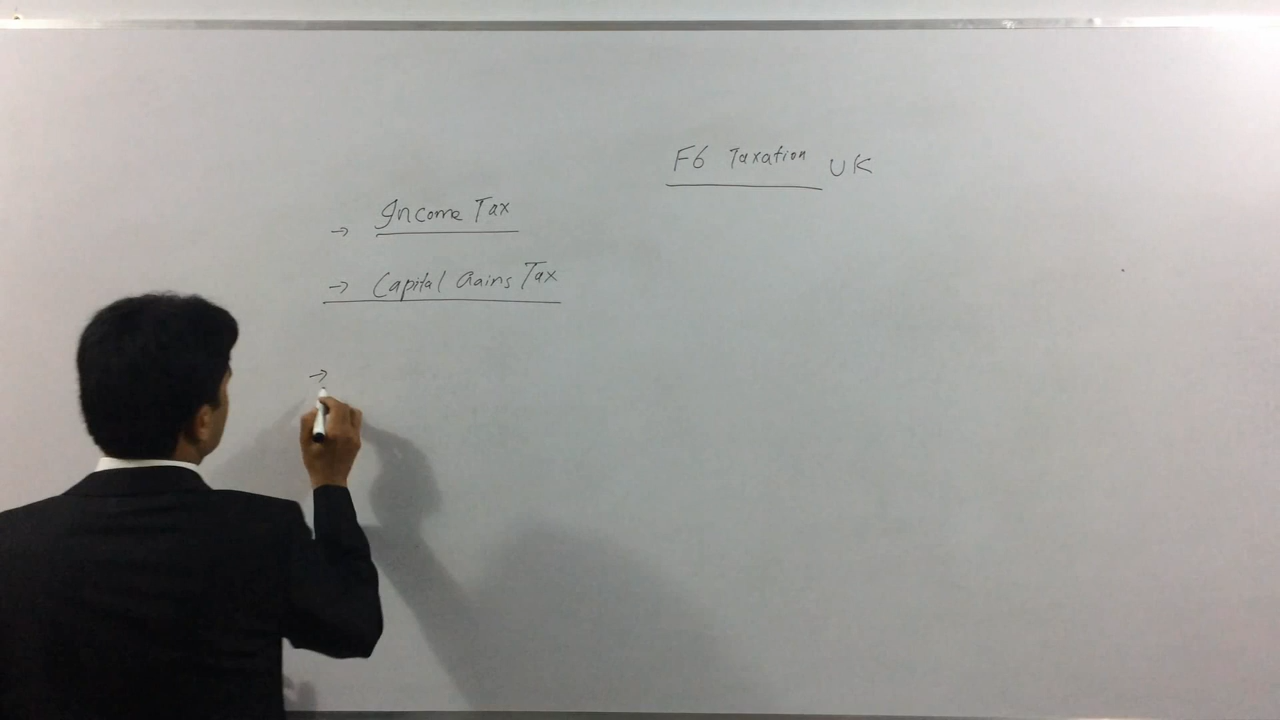 F6 Taxation UK
→ Income Tax
→ Capital Gains Tax
→